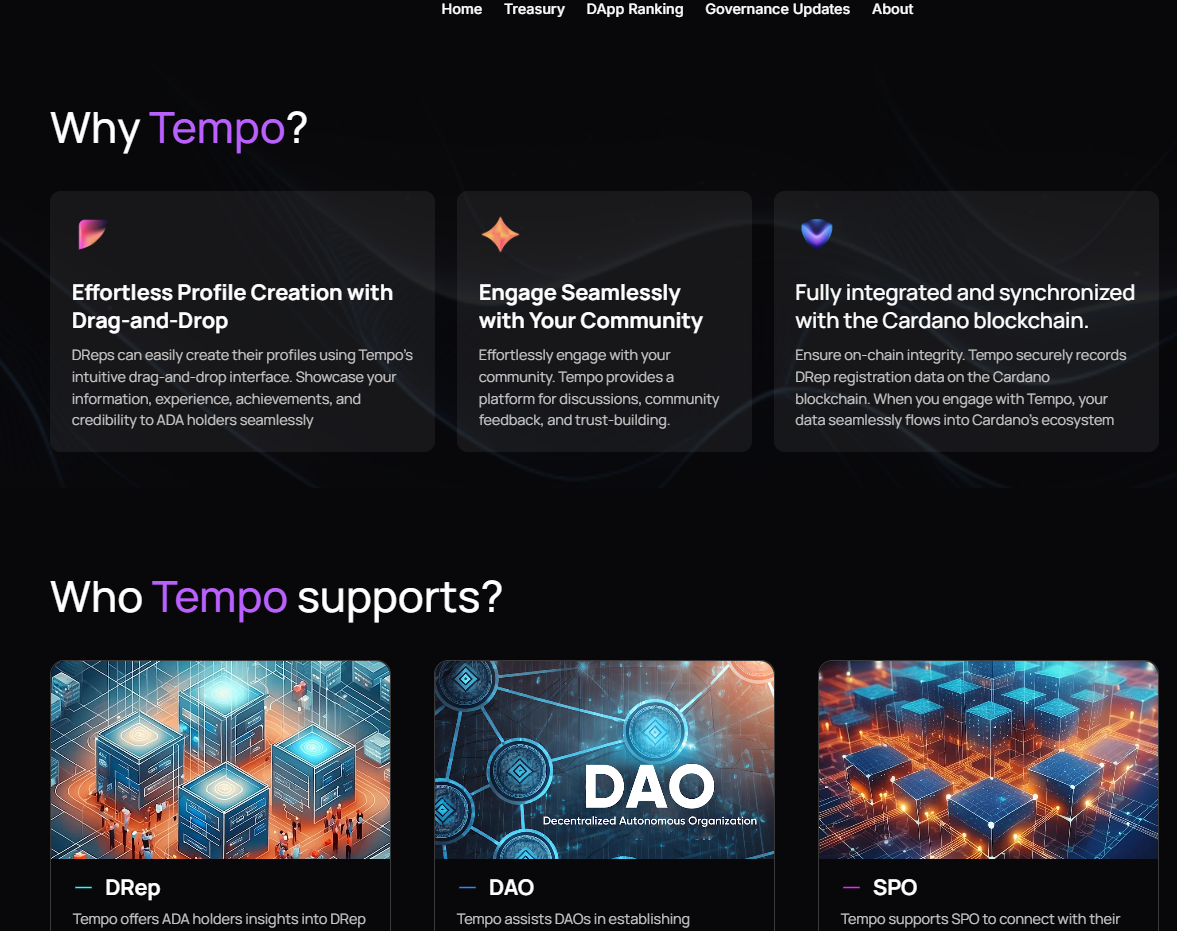 Home Treasury DApp Ranking Governance Updates About
Why Tempo?
Effortless Profile Creation with
Drag-and-Drop
DReps can easily create their profiles using Tempo's
intuitive drag-and-drop interface. Showcase your
information, experience, achievements, and
credibility to ADA holders seamlessly
Engage Seamlessly
with Your Community
Effortlessly engage with your
community. Tempo provides a
platform for discussions, community
feedback, and trust-building.
Fully integrated and synchronized
with the Cardano blockchain.
Ensure on-chain integrity. Tempo securely records
DRep registration data on the Cardano
blockchain. When you engage with Tempo, your
data seamlessly flows into Cardano's ecosystem
Who Tempo supports?
DRep
Tempo offers ADA holders insights into DRep
DAO
Decentralized Autonomous Organization
DAO
Tempo assists DAOs in establishing
SPO
Tempo supports SPO to connect with their